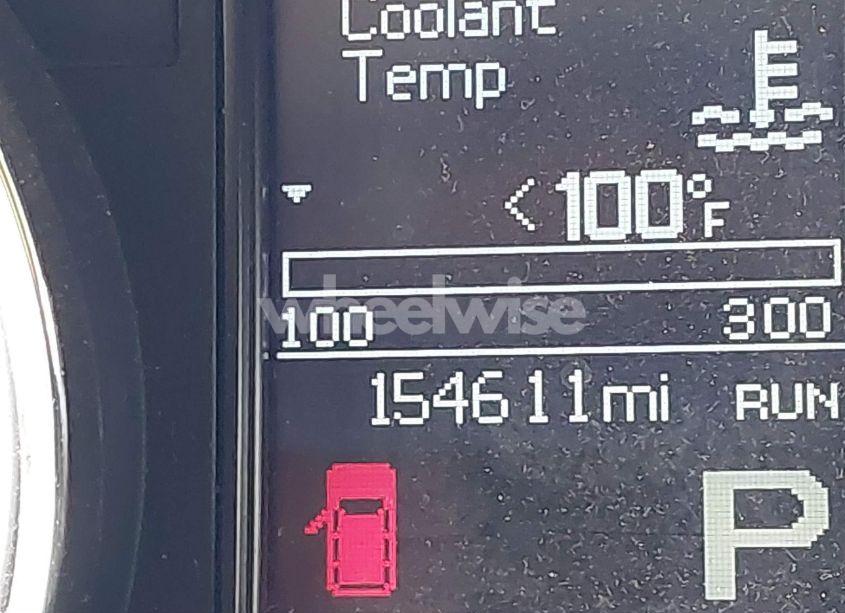 Coolant
Temp
<100°F
wheelwise
100 300
154611mi RUN
P